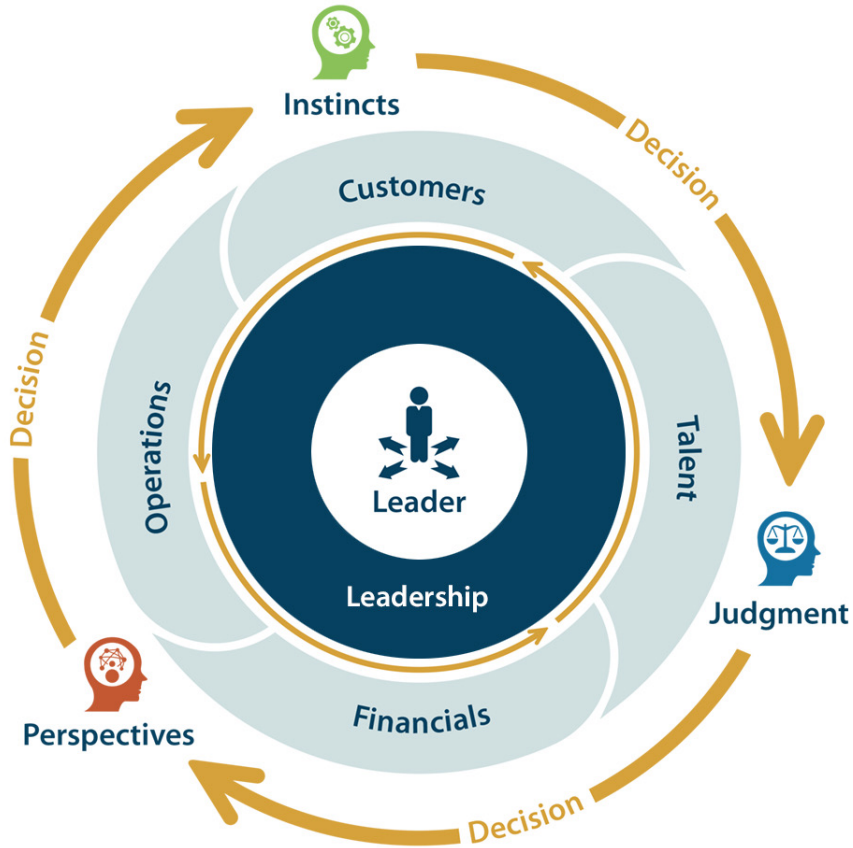 Instincts
Decision
Customers
Decision
Operations
Talent
Leader
Leadership
Judgment
Perspectives
Financials
Decision